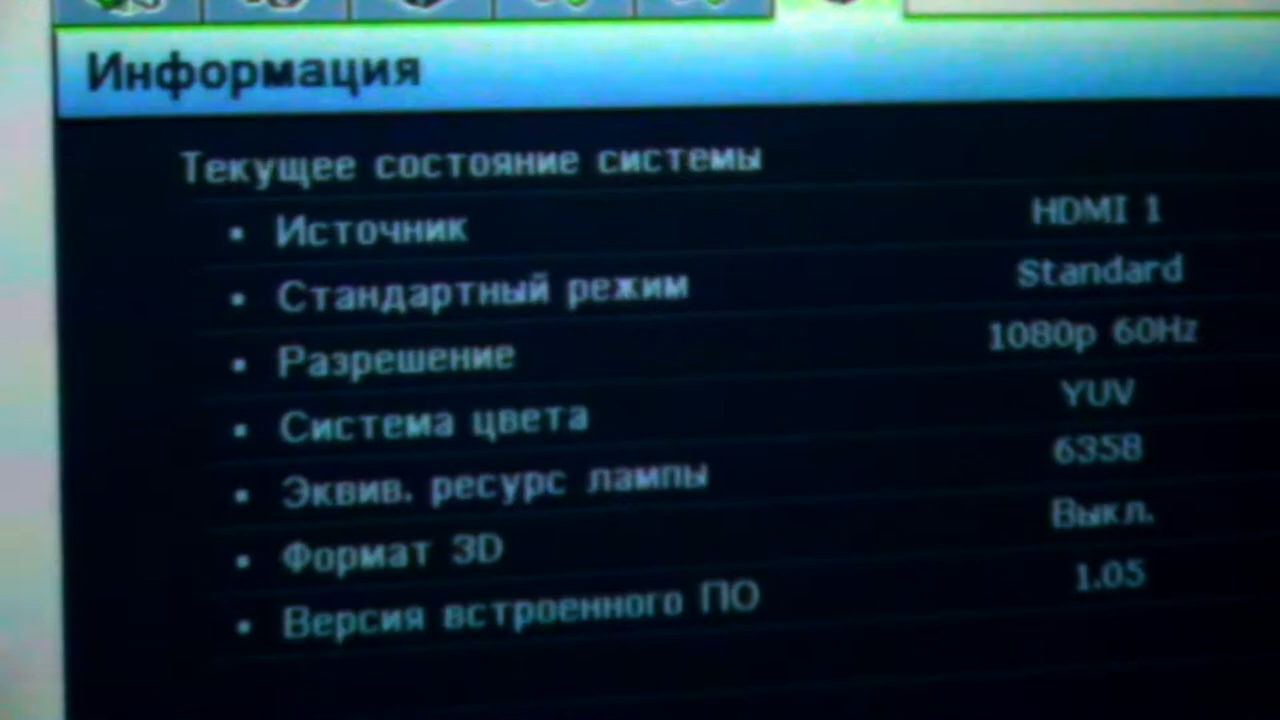 Информация
Текущее состояние системы
▪ Источник HDMI 1
▪ Стандартный режим Standard
▪ Разрешение 1080p 60Hz
▪ Система цвета YUV
▪ Эквив. ресурс лампы 6358
▪ Формат 3D Выкл.
▪ Версия встроенного ПО 1.05